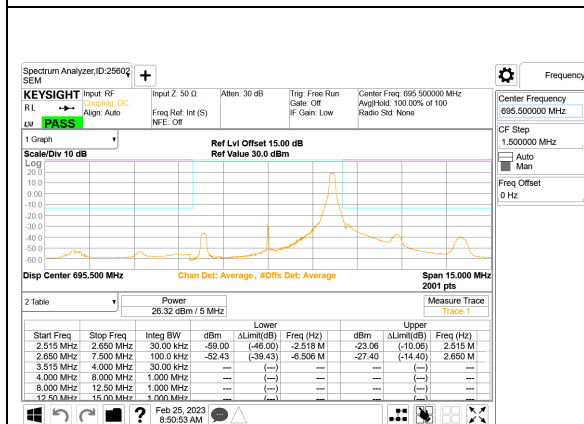 Spectrum Analyzer,ID:25602
SEM
+
Frequency
KEYSIGHT Input: RF Input Z: 50 Ω Atten: 30 dB Trig: Free Run Center Freq: 695.500000 MHz
RL Coupling: DC Gate: Off Avg|Hold: 100.00% of 100
Align: Auto Freq Ref: Int (S) IF Gain: Low Radio Std: None
PASS NFE: Off
Center Frequency
695.500000 MHz
CF Step
1.500000 MHz
Auto
Man
Freq Offset
0 Hz
1 Graph
Ref Lvl Offset 15.00 dB
Scale/Div 10 dB Ref Value 30.0 dBm
Log
20.0
10.0
0.00
-10.0
-20.0
-30.0
-40.0
-50.0
-60.0
Disp Center 695.500 MHz Chan Det: Average, #Offs Det: Average Span 15.000 MHz
2001 pts
2 Table Power Measure Trace
26.32 dBm / 5 MHz Trace 1
Lower Upper
Start Freq Stop Freq Integ BW dBm ΔLimit(dB) Freq (Hz) dBm ΔLimit(dB) Freq (Hz)
2.515 MHz 2.650 MHz 30.00 kHz -59.00 (-46.00) -2.518 M -23.06 (-10.06) 2.515 M
2.650 MHz 7.500 MHz 100.0 kHz -52.43 (-39.43) -6.506 M -27.40 (-14.40) 2.650 M
3.515 MHz 4.000 MHz 30.00 kHz --- (---) --- (---) ---
4.000 MHz 8.000 MHz 1.000 MHz --- (---) --- --- (---) ---
8.000 MHz 12.50 MHz 1.000 MHz --- (---) --- --- (---) ---
12.50 MHz 15.00 MHz 1.000 MHz --- (---) --- --- (---) ---
? Feb 25, 2023
8:50:53 AM